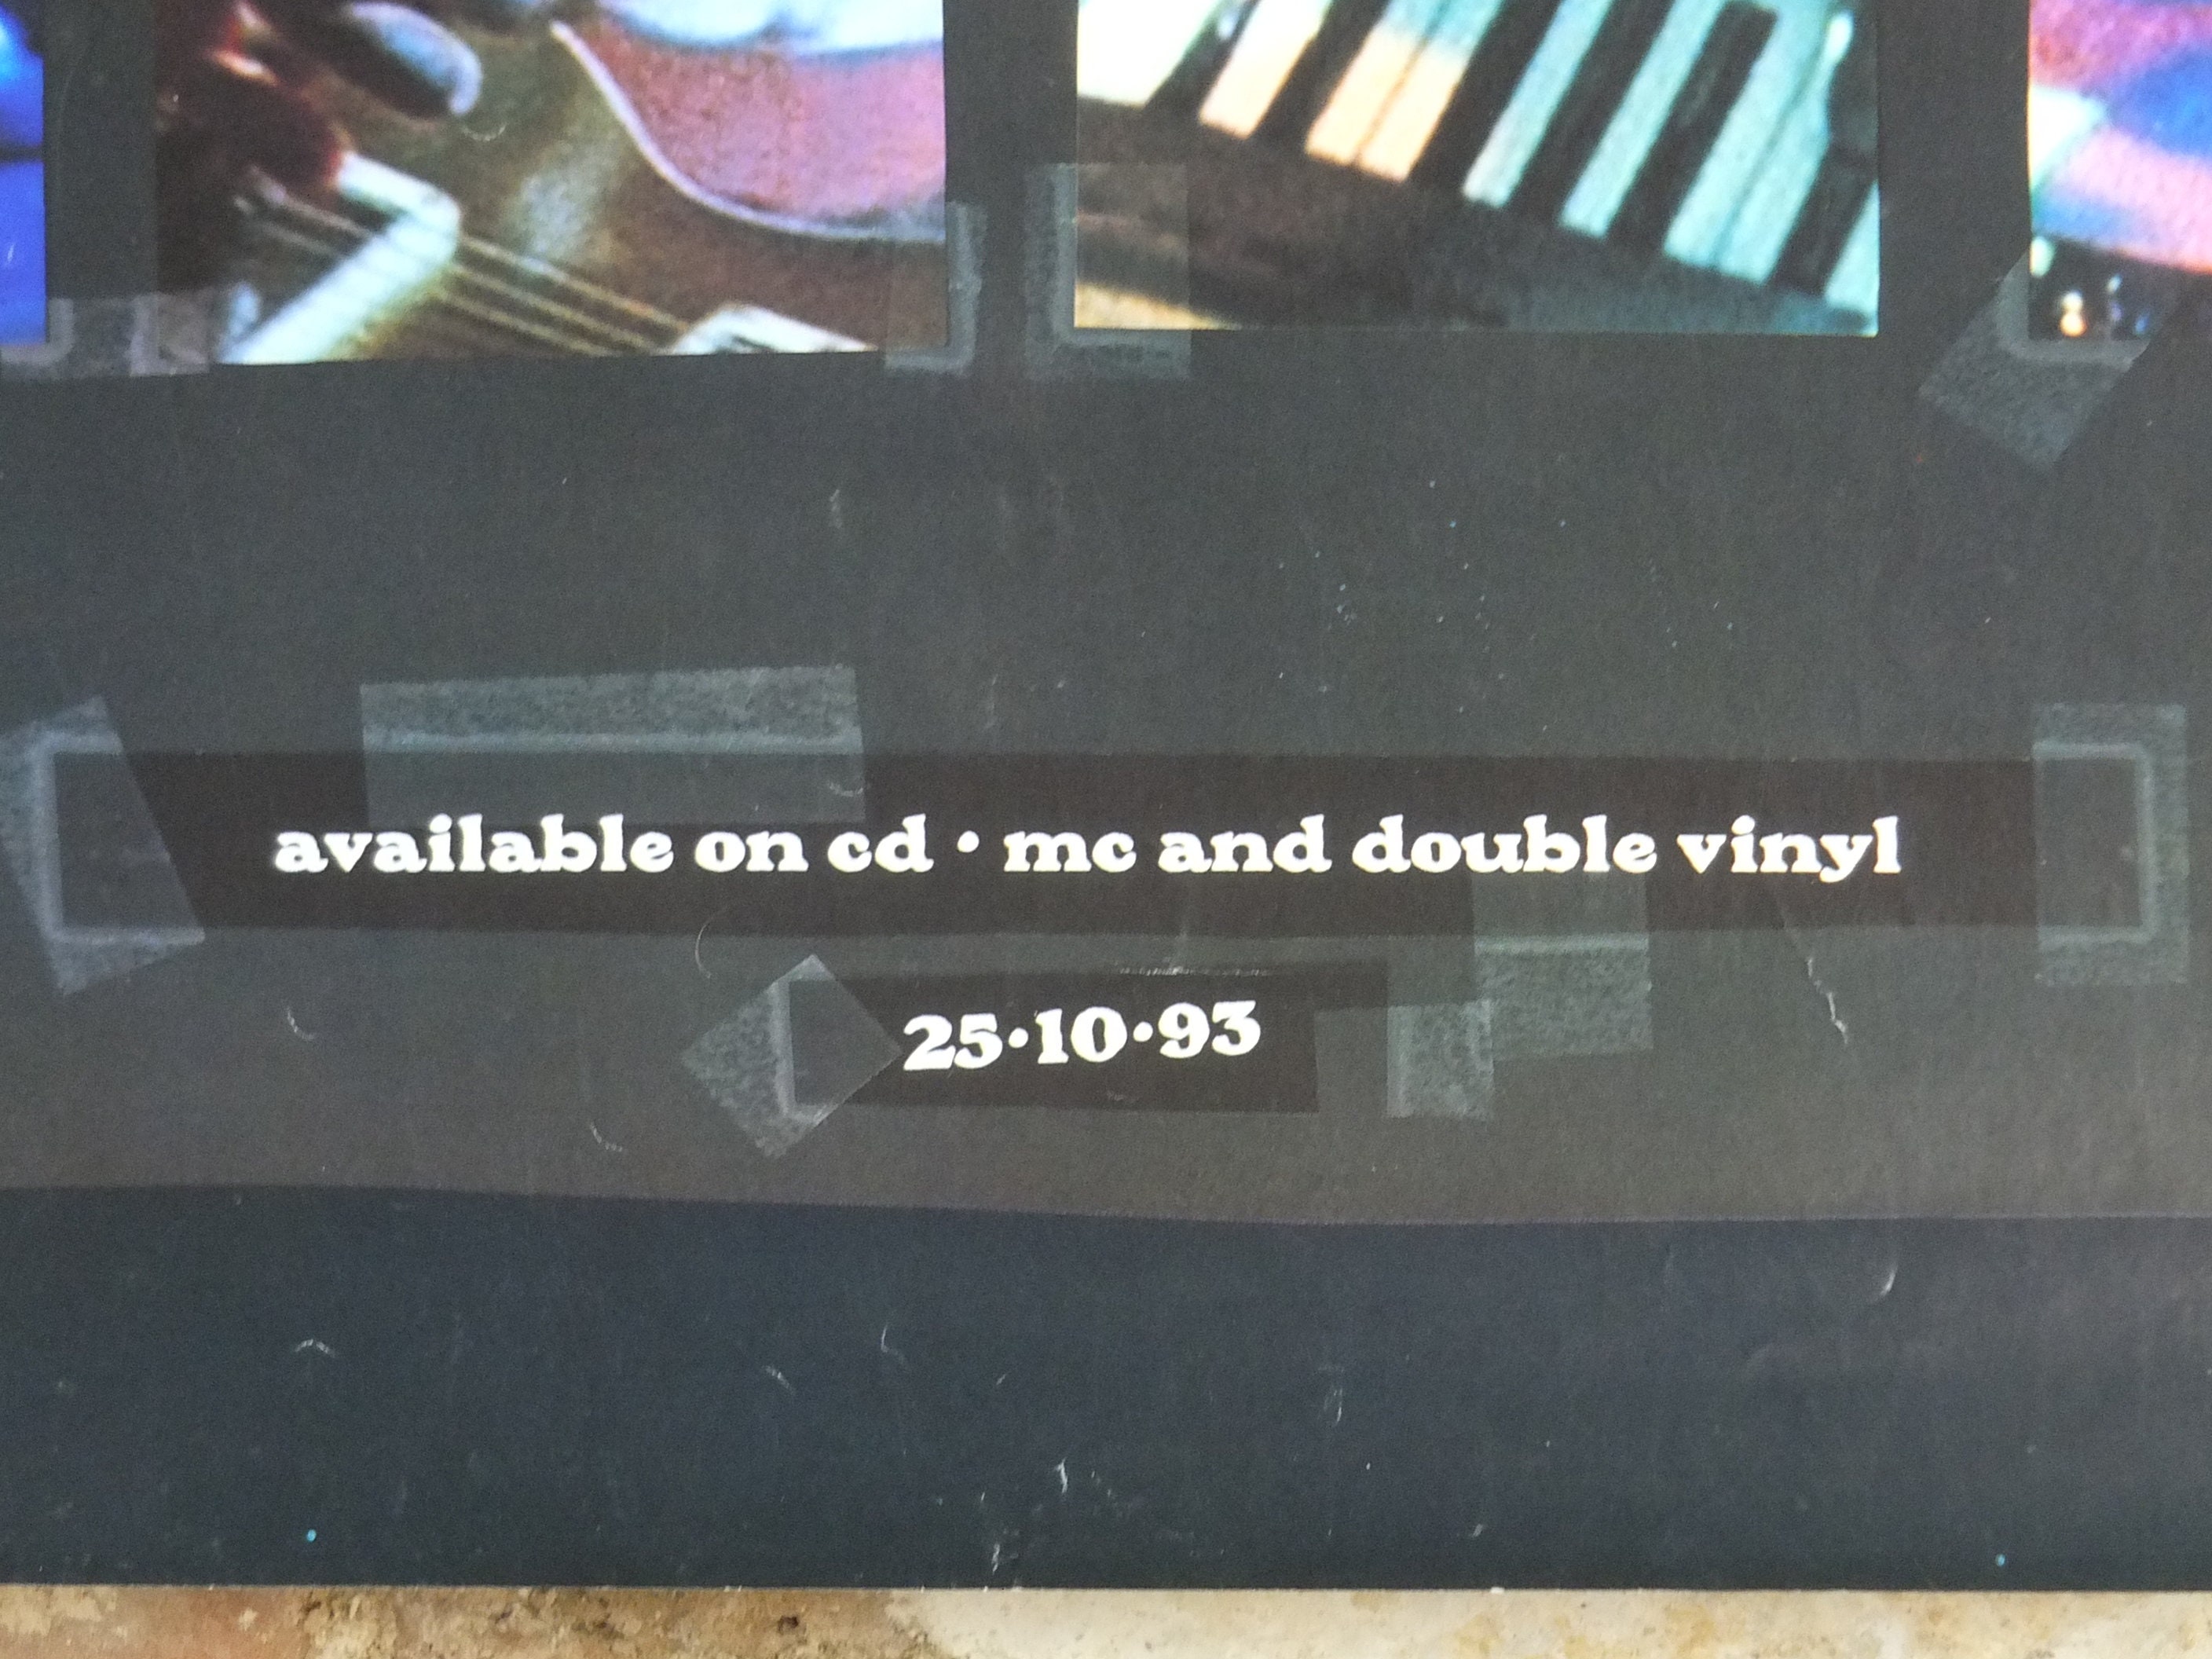 available on cd • mc and double vinyl
25•10•93